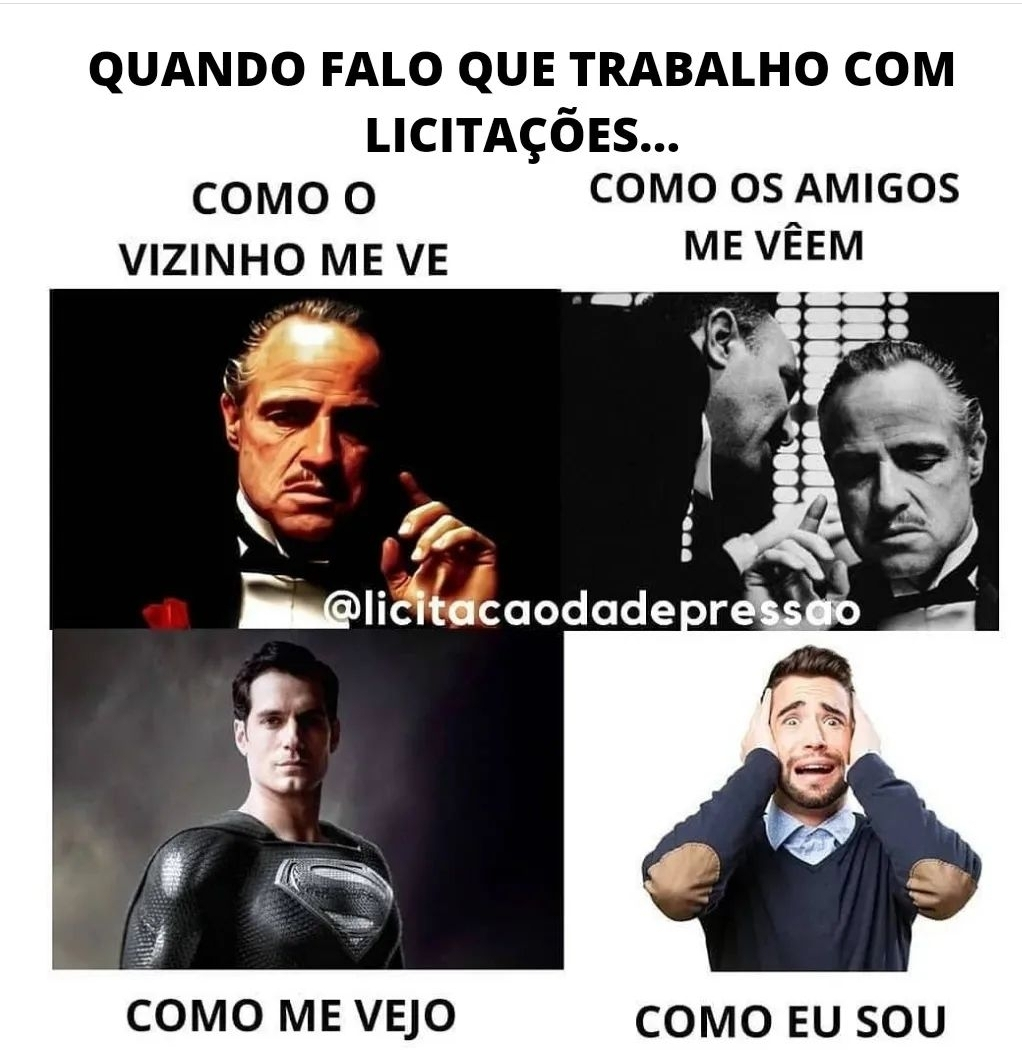 QUANDO FALO QUE TRABALHO COM
LICITAÇÕES...
COMO O
VIZINHO ME VE
COMO OS AMIGOS
ME VÊEM
@licitacaodadepressao
COMO ME VEJO
COMO EU SOU